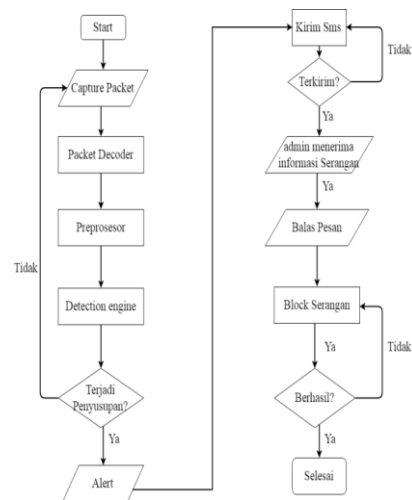 Start
Capture Packet
Packet Decoder
Preprosesor
Detection engine
Tidak
Terjadi
Penyusupan?
Ya
Alert
Kirim Sms
Tidak
Terkirim?
Ya
admin menerima
informasi Serangan
Ya
Balas Pesan
Block Serangan
Ya
Tidak
Berhasil?
Ya
Selesai